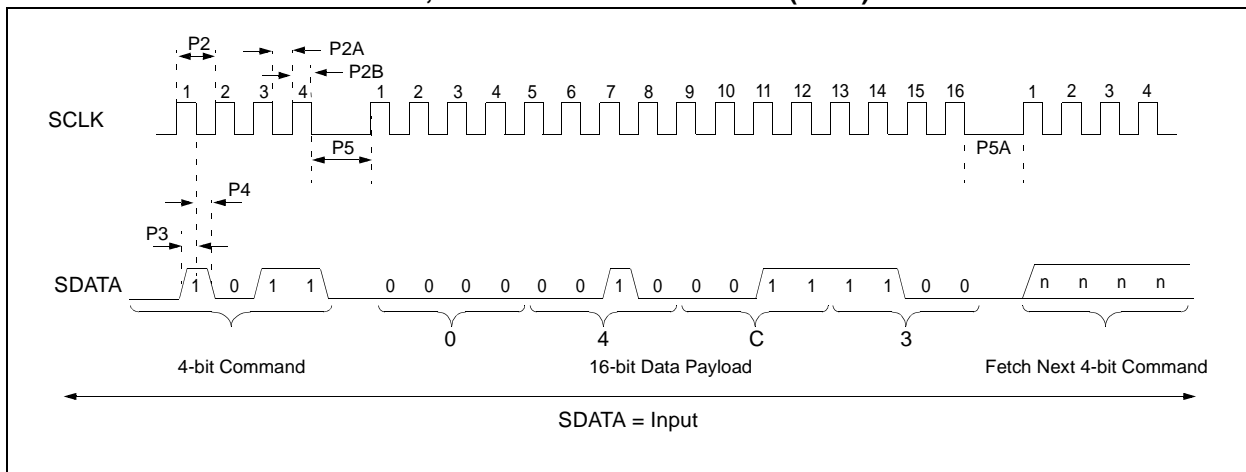 P2
P2A
P2B
1 2 3 4 1 2 3 4 5 6 7 8 9 10 11 12 13 14 15 16 1 2 3 4
SCLK
P5
P5A
P4
P3
SDATA
1 0 1 1 0 0 0 0 0 0 1 0 0 0 1 1 1 1 0 0 n n n n
0 4 C 3
4-bit Command
16-bit Data Payload
Fetch Next 4-bit Command
SDATA = Input